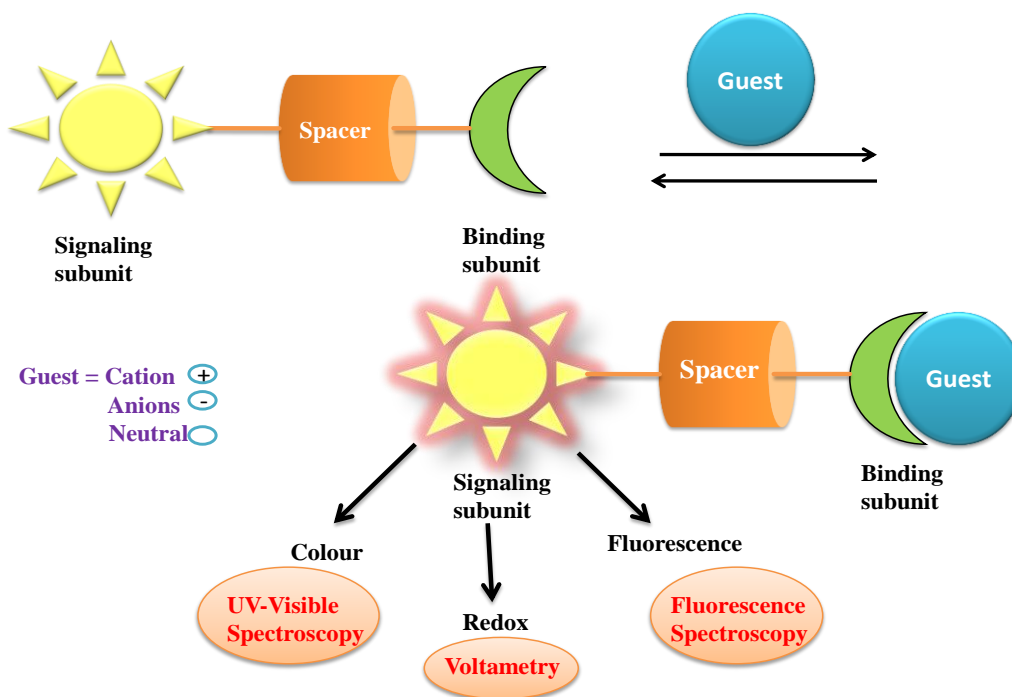 Guest
Spacer
Signaling
subunit
Binding
subunit
Guest = Cation +
Anions -
Neutral
Spacer
Guest
Signaling
subunit
Binding
subunit
Colour
UV-Visible
Spectroscopy
Redox
Voltametry
Fluorescence
Fluorescence
Spectroscopy